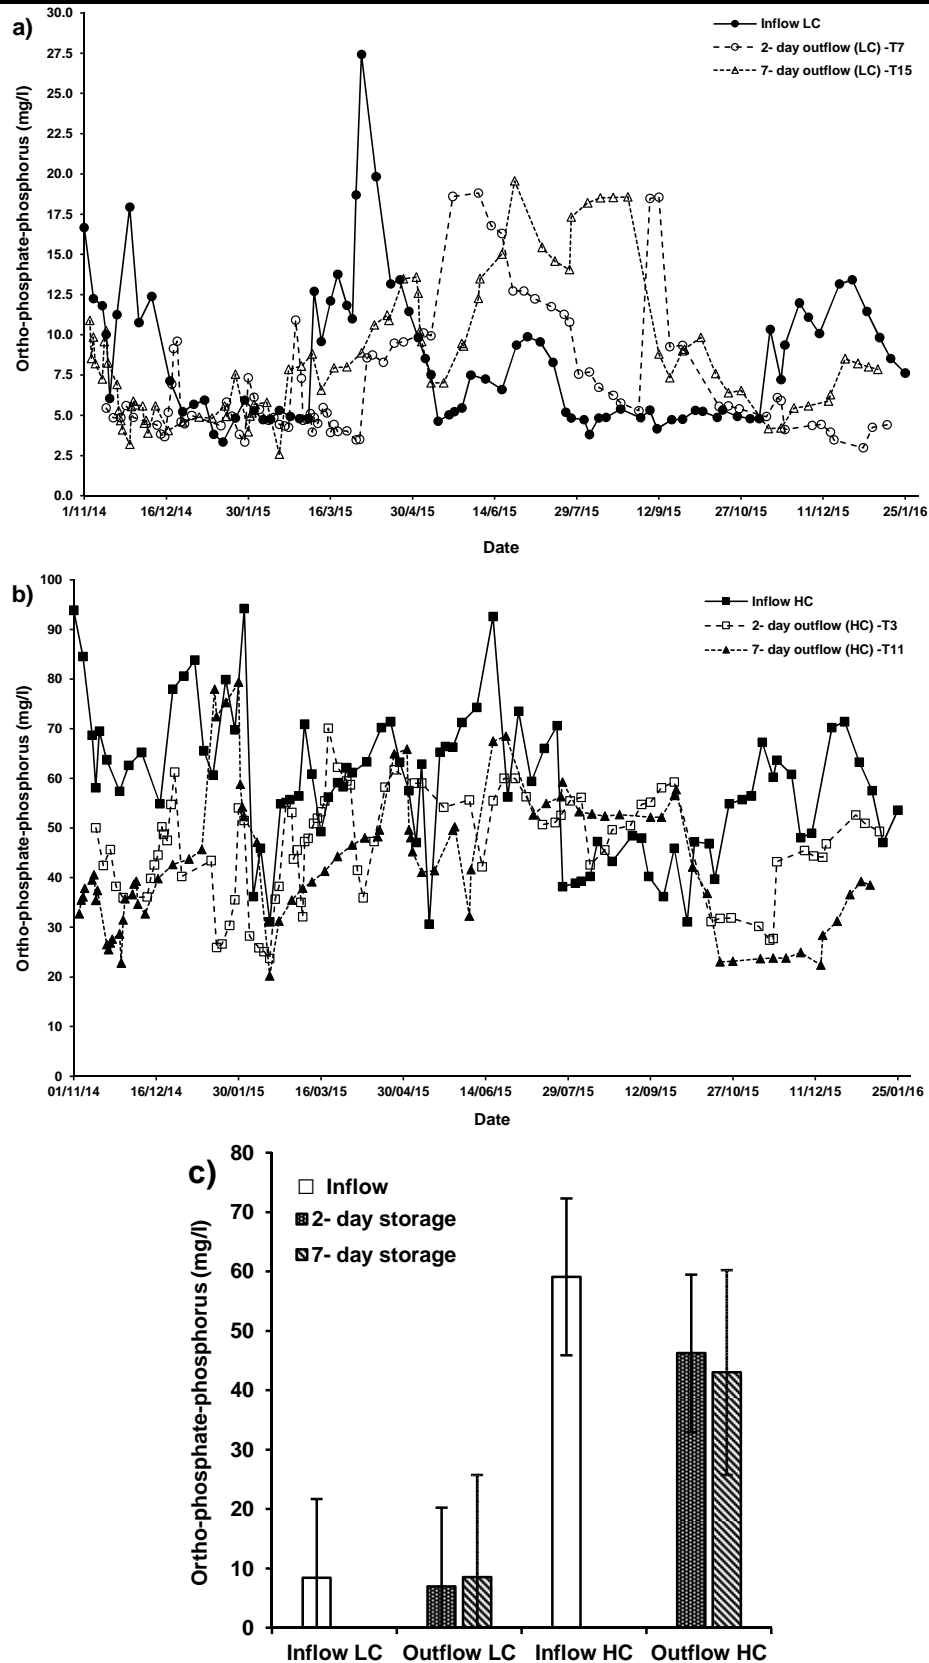 a)
Ortho-phosphate-phosphorus (mg/l)
30.0
27.5
25.0
22.5
20.0
17.5
15.0
12.5
10.0
7.5
5.0
2.5
0.0
Inflow LC
2- day outflow (LC) -T7
7- day outflow (LC) -T15
1/11/14 16/12/14 30/1/15 16/3/15 30/4/15 14/6/15 29/7/15 12/9/15 27/10/15 11/12/15 25/1/16
Date
b)
Ortho-phosphate-phosphorus (mg/l)
100
90
80
70
60
50
40
30
20
10
0
Inflow HC
2- day outflow (HC) -T3
7- day outflow (HC) -T11
01/11/14 16/12/14 30/01/15 16/03/15 30/04/15 14/06/15 29/07/15 12/09/15 27/10/15 11/12/15 25/01/16
Date
c)
Ortho-phosphate-phosphorus (mg/l)
80
70
60
50
40
30
20
10
0
Inflow
2- day storage
7- day storage
Inflow LC Outflow LC Inflow HC Outflow HC